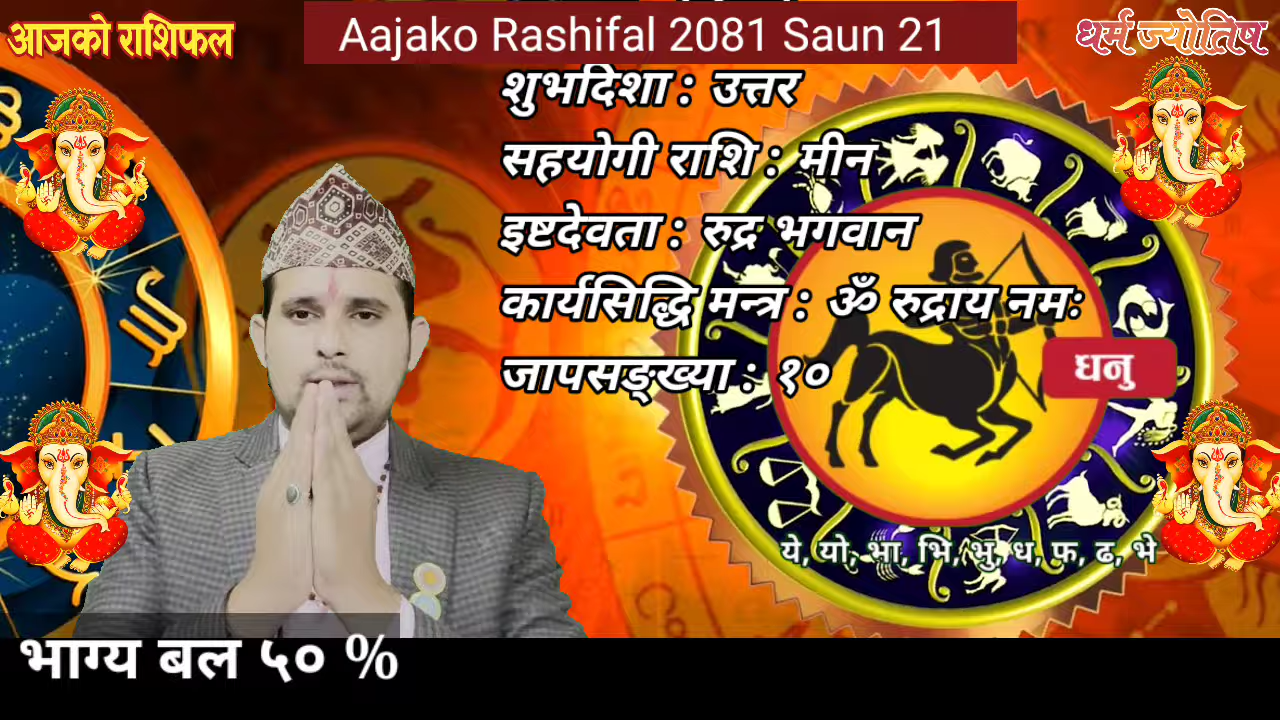 आजको राशिफल
Aajako Rashifal 2081 Saun 21
धर्म ज्योतिष
शुभदिशा : उत्तर
सहयोगी राशि : मीन
इष्टदेवता : रुद्र भगवान
कार्यसिद्धि मन्त्र : ॐ रुद्राय नमः
जापसङ्ख्या : १०
धनु
ये, यो, भा, भि, भु, ध, फ, ढ, भे
भाग्य बल ५० %